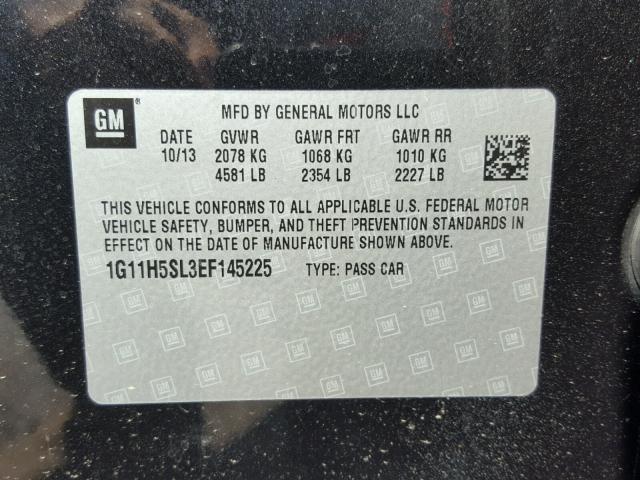 GM ® MFD BY GENERAL MOTORS LLC
DATE GVWR GAWR FRT GAWR RR
10/13 2078 KG 1068 KG 1010 KG
4581 LB 2354 LB 2227 LB
THIS VEHICLE CONFORMS TO ALL APPLICABLE U.S. FEDERAL MOTOR
VEHICLE SAFETY, BUMPER, AND THEFT PREVENTION STANDARDS IN
EFFECT ON THE DATE OF MANUFACTURE SHOWN ABOVE.
1G11H5SL3EF145225 TYPE: PASS CAR